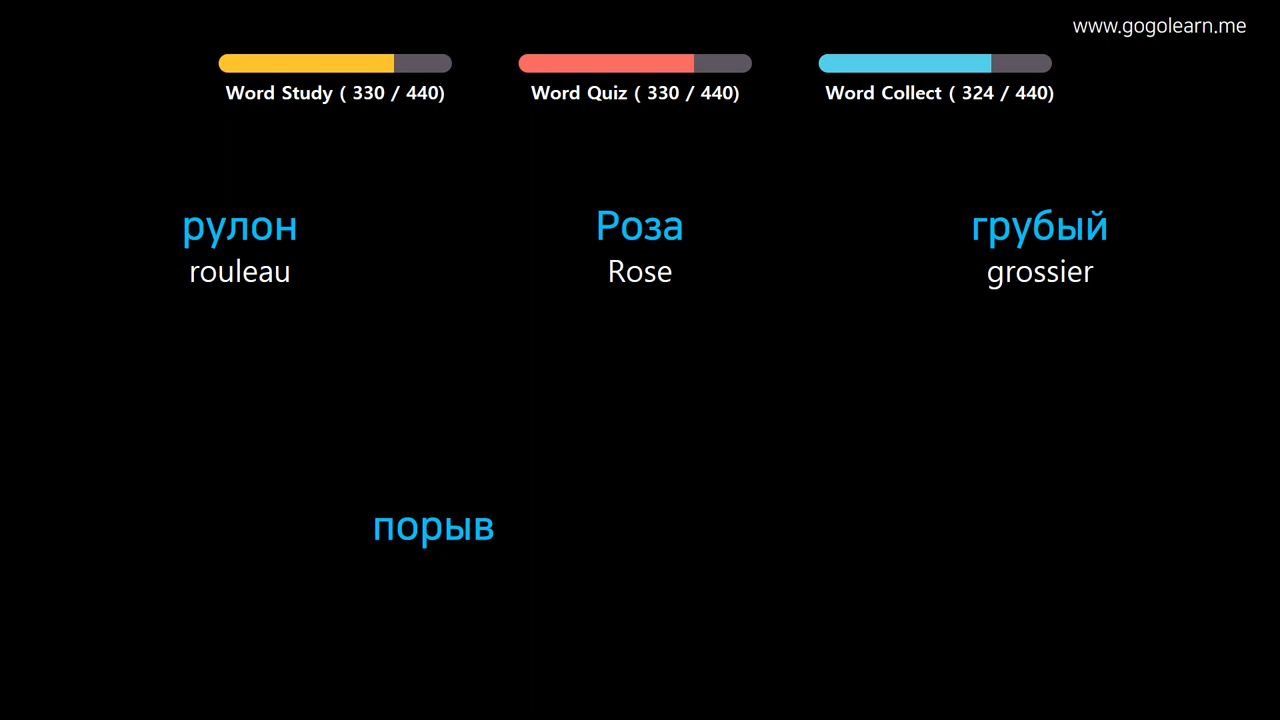 www.gogolearn.me
Word Study ( 330 / 440)
Word Quiz ( 330 / 440)
Word Collect ( 324 / 440)
рулон
rouleau
Роза
Rose
грубый
grossier
порыв